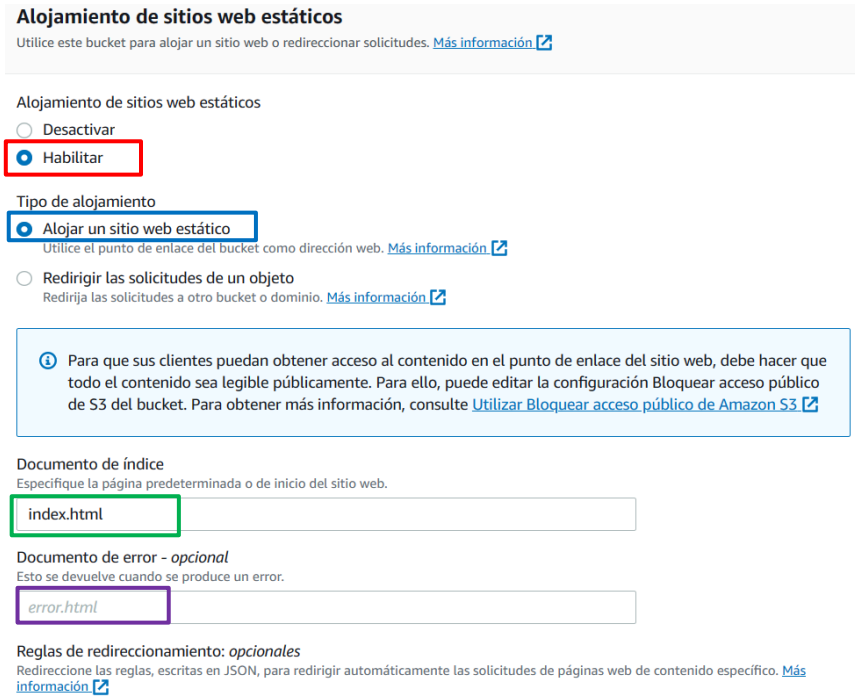 Alojamiento de sitios web estáticos
Utilice este bucket para alojar un sitio web o redireccionar solicitudes. Más información
Alojamiento de sitios web estáticos
Desactivar
Habilitar
Tipo de alojamiento
Alojar un sitio web estático
Utilice el punto de enlace del bucket como dirección web. Más información
Redirigir las solicitudes de un objeto
Redirija las solicitudes a otro bucket o dominio. Más información
Para que sus clientes puedan obtener acceso al contenido en el punto de enlace del sitio web, debe hacer que
todo el contenido sea legible públicamente. Para ello, puede editar la configuración Bloquear acceso público
de S3 del bucket. Para obtener más información, consulte Utilizar Bloquear acceso público de Amazon S3
Documento de índice
Especifique la página predeterminada o de inicio del sitio web.
index.html
Documento de error - opcional
Esto se devuelve cuando se produce un error.
error.html
Reglas de redireccionamiento: opcionales
Redireccione las reglas, escritas en JSON, para redirigir automáticamente las solicitudes de páginas web de contenido específico. Más
información